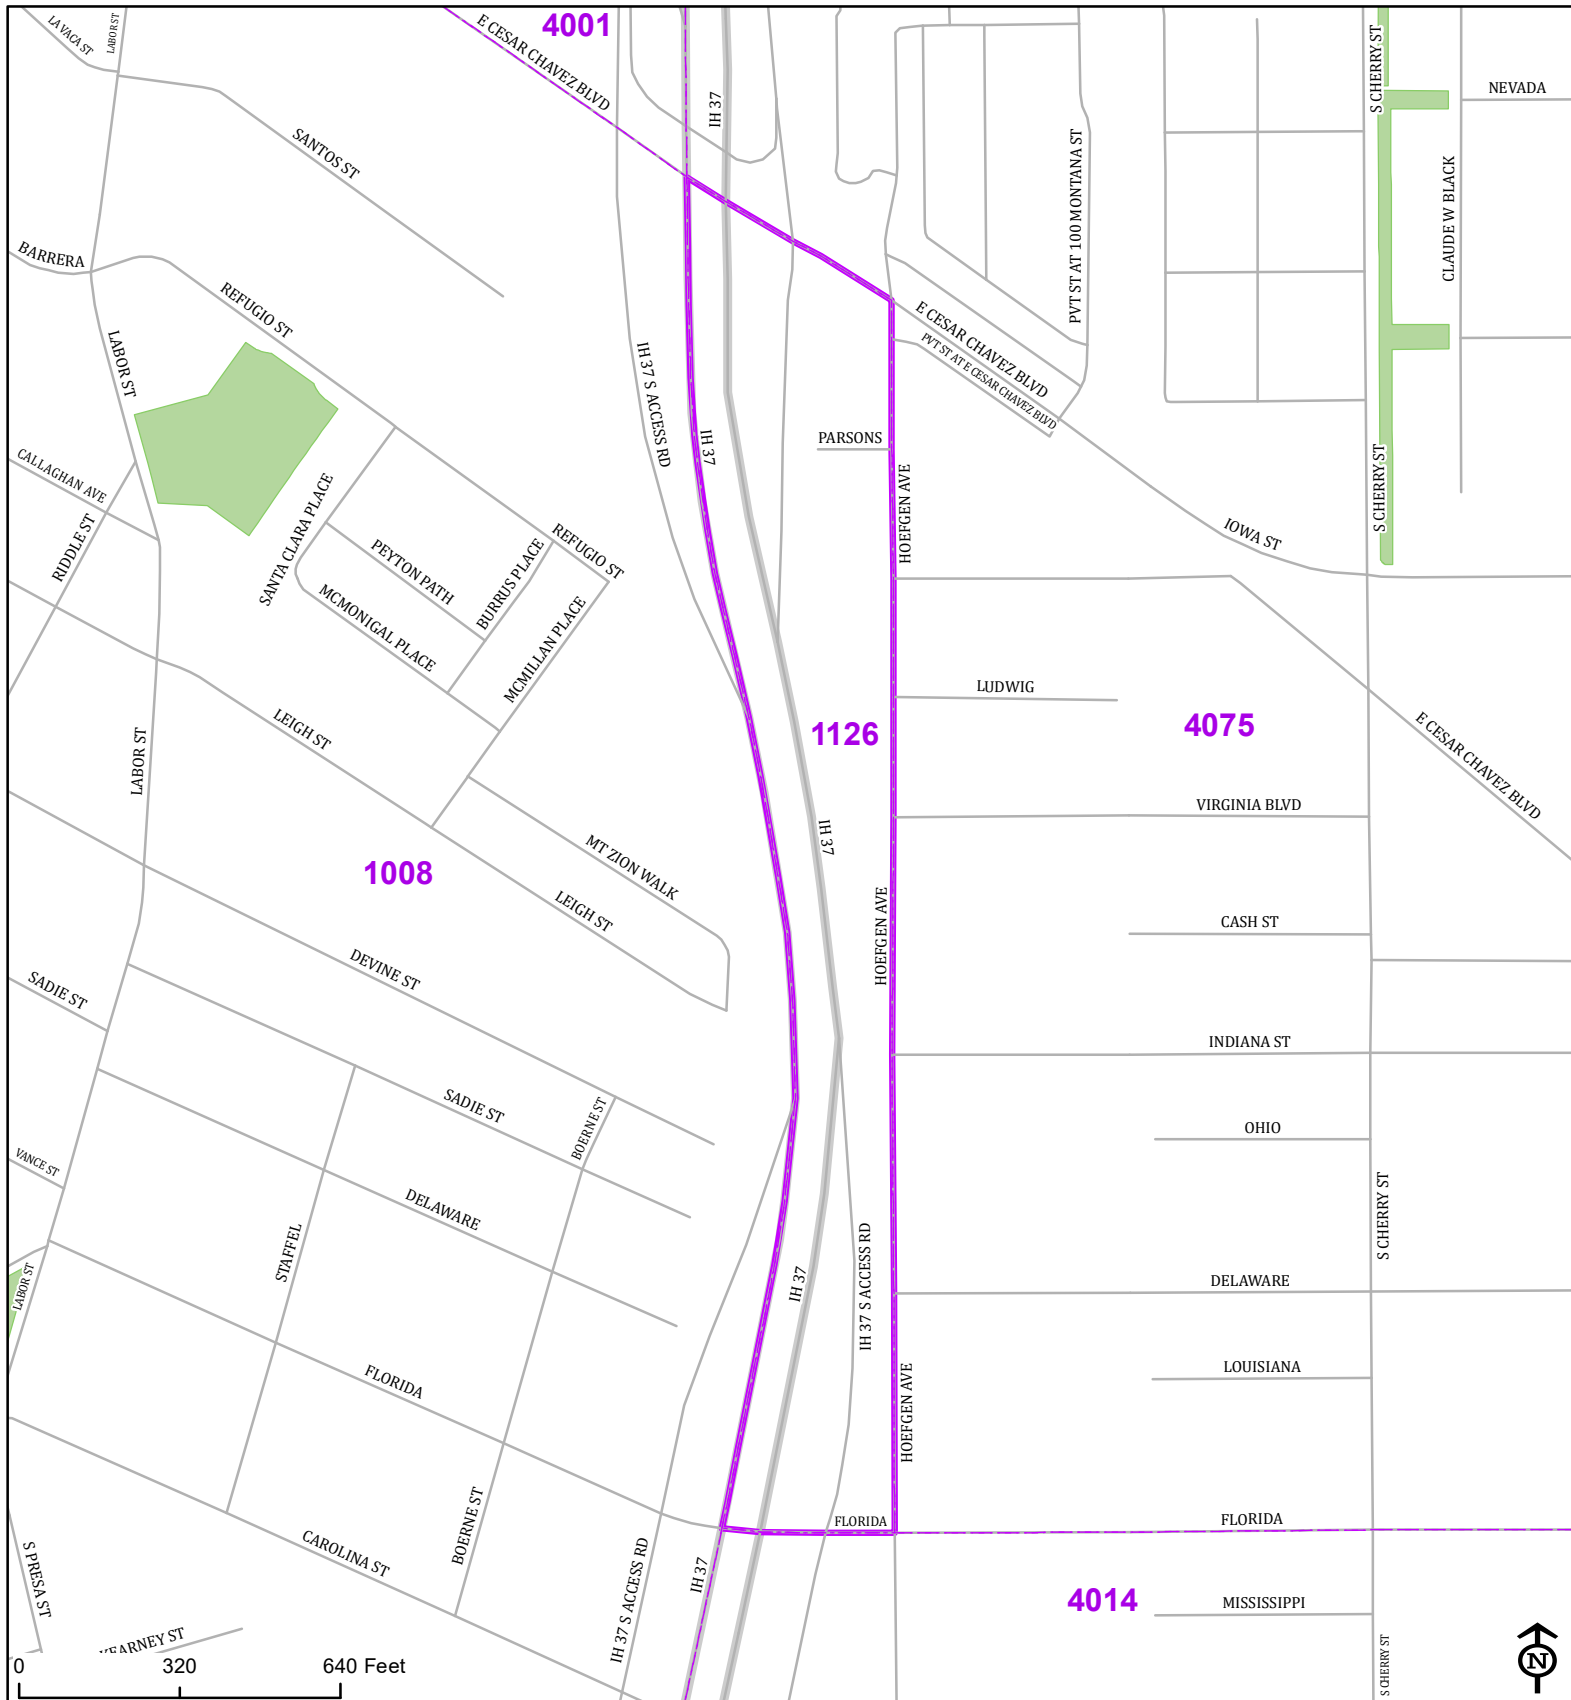 4001
LA VACA ST
LABOR ST
E CESAR CHAVEZ BLVD
IH 37
S CHERRY ST
NEVADA
SANTOS ST
PVT ST AT 100 MONTANA ST
CLAUDE W BLACK
BARRERA
REFUGIO ST
LABOR ST
IH 37 S ACCESS RD
IH 37
E CESAR CHAVEZ BLVD
PVT ST AT E CESAR CHAVEZ BLVD
PARSONS
HOEFGEN AVE
S CHERRY ST
IOWA ST
CALLAGHAN AVE
RIDDLE ST
SANTA CLARA PLACE
PEYTON PATH
BURRUS PLACE
REFUGIO ST
MCMONIGAL PLACE
MCMILLAN PLACE
LEIGH ST
LABOR ST
1126
LUDWIG
4075
E CESAR CHAVEZ BLVD
VIRGINIA BLVD
IH 37
1008
MT ZION WALK
LEIGH ST
CASH ST
HOEFGEN AVE
DEVINE ST
SADIE ST
INDIANA ST
SADIE ST
BOERNE ST
OHIO
VANCE ST
DELAWARE
STAFFEL
S CHERRY ST
LABOR ST
IH 37
IH 37 S ACCESS RD
DELAWARE
FLORIDA
HOEFGEN AVE
LOUISIANA
FLORIDA
FLORIDA
BOERNE ST
CAROLINA ST
S PRESA ST
IH 37 S ACCESS RD
IH 37
4014
MISSISSIPPI
S CHERRY ST
KEARNEY ST
0 320 640 Feet
N